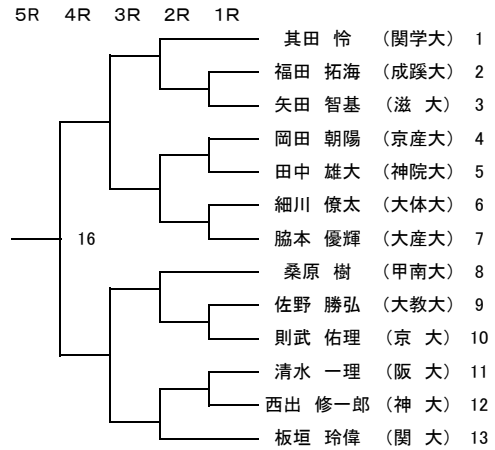 5R 4R 3R 2R 1R
其田 怜 (関学大) 1
福田 拓海 (成蹊大) 2
矢田 智基 (滋 大) 3
岡田 朝陽 (京産大) 4
田中 雄大 (神院大) 5
細川 僚太 (大体大) 6
脇本 優輝 (大産大) 7
16
桑原 樹 (甲南大) 8
佐野 勝弘 (大教大) 9
則武 佑理 (京 大) 10
清水 一理 (阪 大) 11
西出 修一郎 (神 大) 12
板垣 玲偉 (関 大) 13